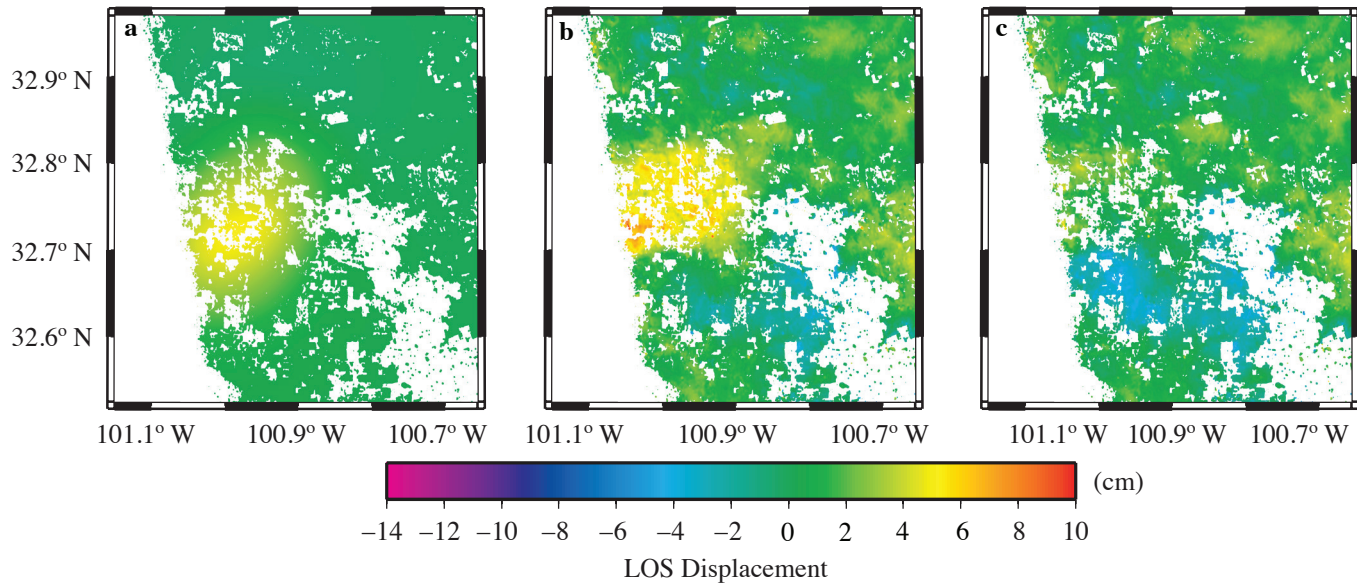 a b c
32.9° N
32.8° N
32.7° N
32.6° N
101.1° W 100.9° W 100.7° W 101.1° W 100.9° W 100.7° W 101.1° W 100.9° W 100.7° W
(cm)
−14 −12 −10 −8 −6 −4 −2 0 2 4 6 8 10
LOS Displacement